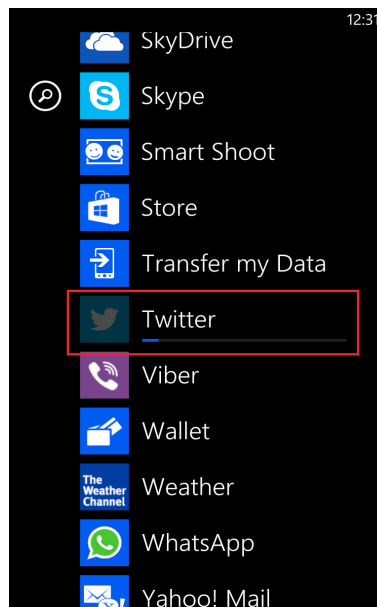 12:31
SkyDrive
Skype
Smart Shoot
Store
Transfer my Data
Twitter
Viber
Wallet
The
Weather
Channel
Weather
WhatsApp
Yahoo! Mail